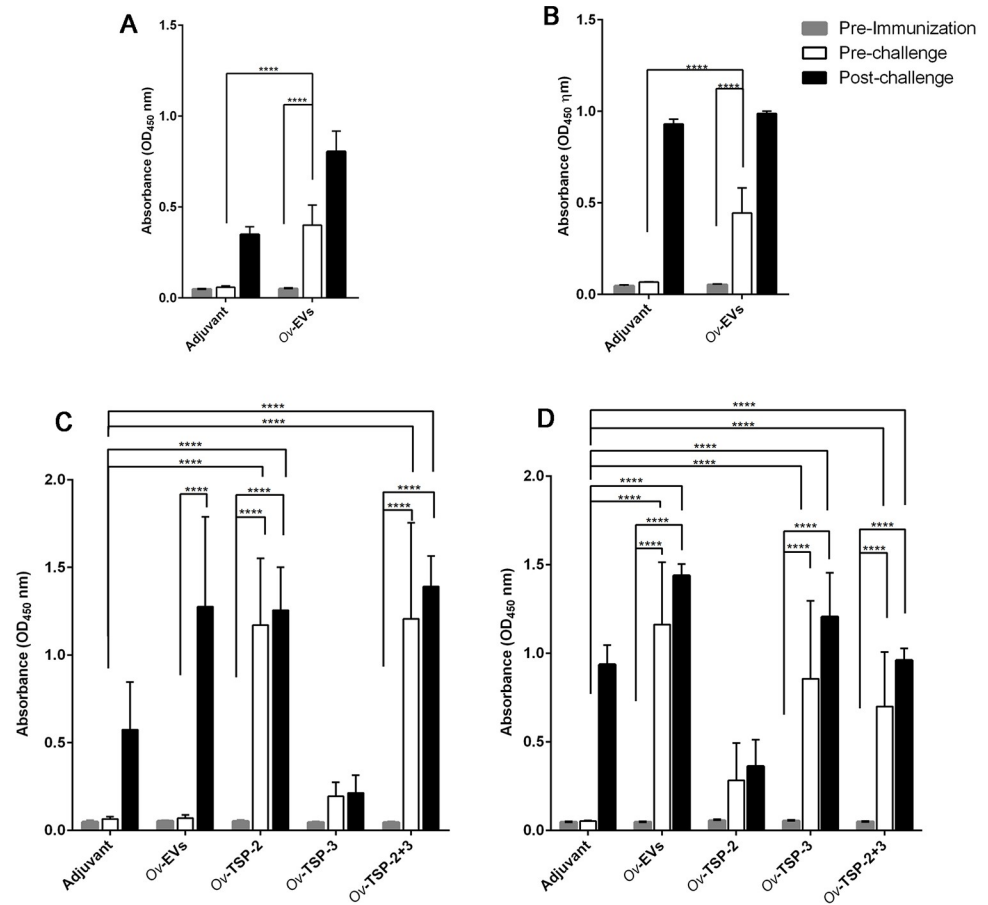 A
Absorbance (OD450 nm)
1.5
1.0
0.5
0.0
****
****
Adjuvant
Ov-EVs
B
Absorbance (OD450 ηm)
1.5
1.0
0.5
0.0
****
****
Adjuvant
Ov-EVs
Pre-Immunization
Pre-challenge
Post-challenge
C
Absorbance (OD450 nm)
2.0
1.5
1.0
0.5
0.0
****
****
****
****
****
****
****
****
****
Adjuvant
Ov-EVs
Ov-TSP-2
Ov-TSP-3
Ov-TSP-2+3
D
Absorbance (OD450 nm)
2.0
1.5
1.0
0.5
0.0
****
****
****
****
****
****
****
****
****
****
****
****
Adjuvant
Ov-EVs
Ov-TSP-2
Ov-TSP-3
Ov-TSP-2+3